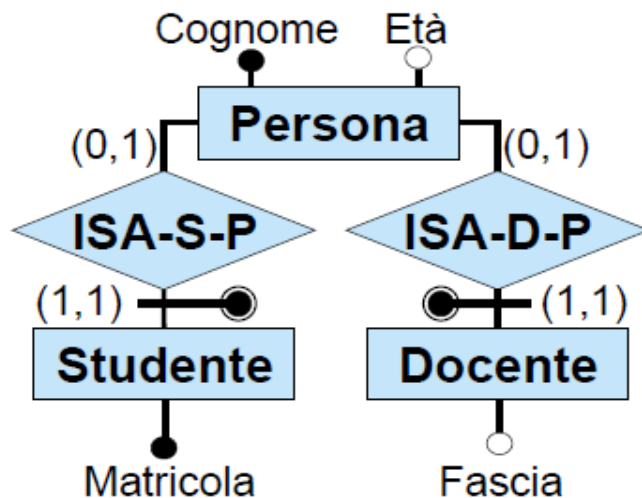 Cognome Età
Persona
(0,1) (0,1)
ISA-S-P ISA-D-P
(1,1) (1,1)
Studente Docente
Matricola Fascia